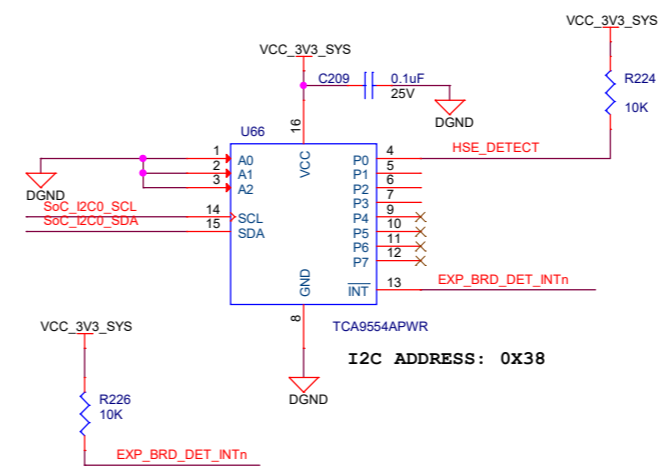 VCC_3V3_SYS
VCC_3V3_SYS
C209
0.1uF
25V
R224
10K
DGND
U66
16
VCC
HSE_DETECT
1
A0
P0
4
2
A1
P1
5
3
A2
P2
6
P3
7
DGND
SoC_I2C0_SCL
14
SCL
P4
9
SoC_I2C0_SDA
15
SDA
P5
10
P6
11
P7
12
GND
INT
13
EXP_BRD_DET_INTn
8
TCA9554APWR
VCC_3V3_SYS
I2C ADDRESS: 0X38
DGND
R226
10K
EXP_BRD_DET_INTn